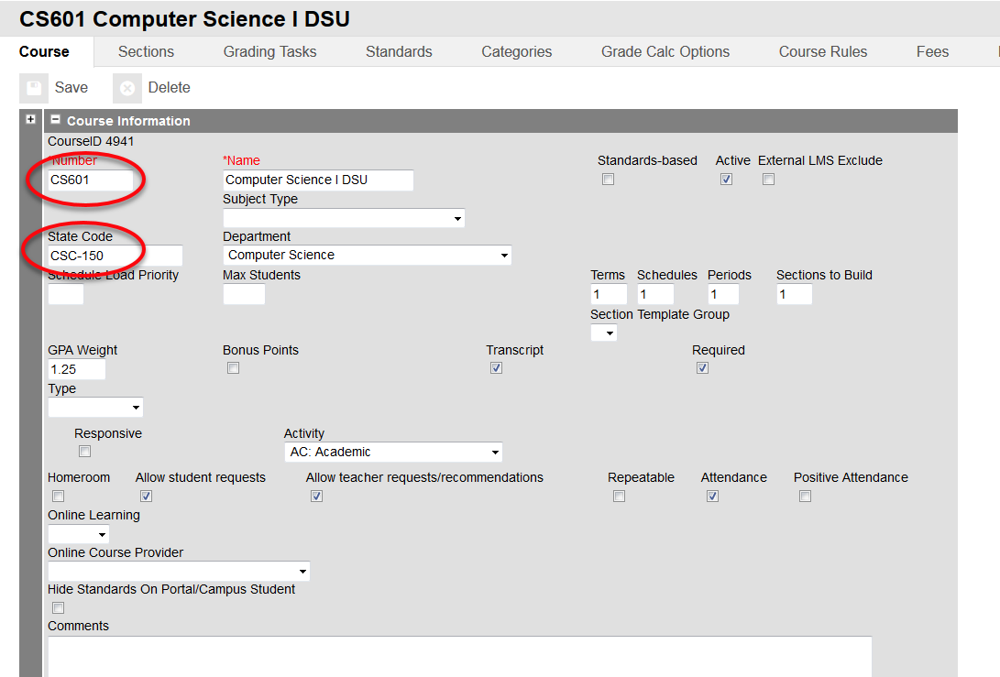 CS601 Computer Science I DSU
Course Sections Grading Tasks Standards Categories Grade Calc Options Course Rules Fees
Save Delete
Course Information
CourseID 4941
*Number *Name Standards-based Active External LMS Exclude
CS601 Computer Science I DSU
Subject Type
State Code Department
CSC-150 Computer Science
Schedule Load Priority Max Students Terms Schedules Periods Sections to Build
1 1 1 1
Section Template Group
GPA Weight Bonus Points Transcript Required
1.25
Type
Responsive Activity
AC: Academic
Homeroom Allow student requests Allow teacher requests/recommendations Repeatable Attendance Positive Attendance
Online Learning
Online Course Provider
Hide Standards On Portal/Campus Student
Comments